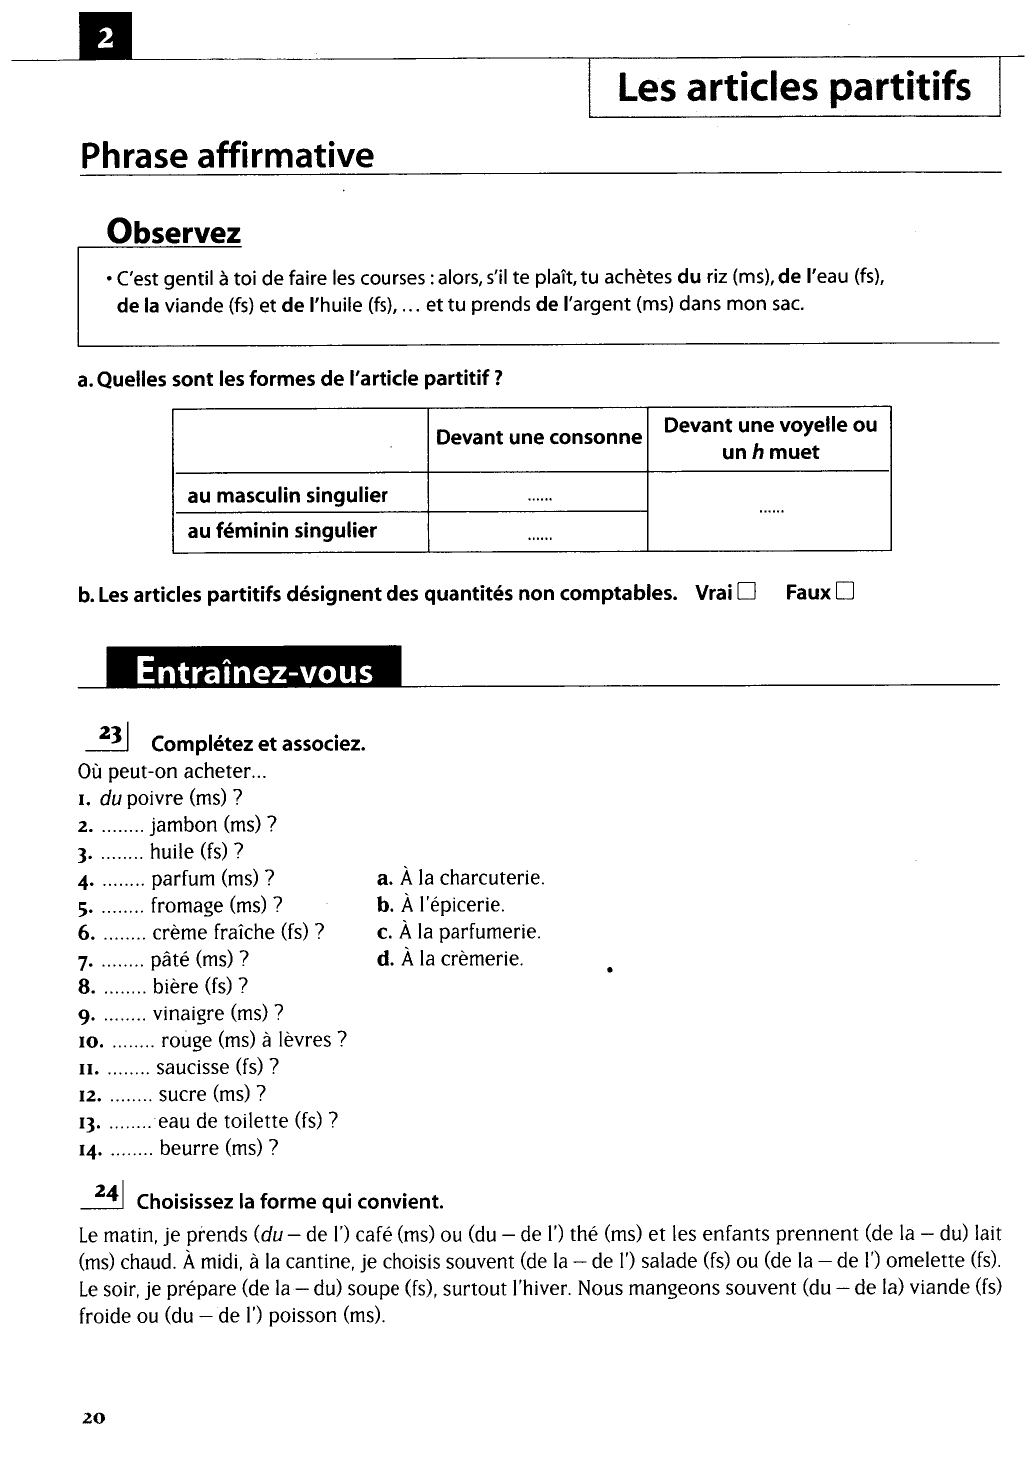 2
Les articles partitifs
Phrase affirmative
Observez
• C'est gentil à toi de faire les courses : alors, s'il te plaît, tu achètes du riz (ms), de l'eau (fs),
de la viande (fs) et de l'huile (fs), ... et tu prends de l'argent (ms) dans mon sac.
a. Quelles sont les formes de l'article partitif ?
Devant une consonne
Devant une voyelle ou
un h muet
au masculin singulier ...... ......
au féminin singulier ......
b. Les articles partitifs désignent des quantités non comptables. Vrai □ Faux □
Entraînez-vous
23 Complétez et associez.
Où peut-on acheter...
1. du poivre (ms) ?
2. ........ jambon (ms) ?
3. ........ huile (fs) ?
4. ........ parfum (ms) ? a. À la charcuterie.
5. ........ fromage (ms) ? b. À l'épicerie.
6. ........ crème fraîche (fs) ? c. À la parfumerie.
7. ........ pâté (ms) ? d. À la crèmerie.
8. ........ bière (fs) ?
9. ........ vinaigre (ms) ?
10. ........ rouge (ms) à lèvres ?
11. ........ saucisse (fs) ?
12. ........ sucre (ms) ?
13. ........ eau de toilette (fs) ?
14. ........ beurre (ms) ?
24 Choisissez la forme qui convient.
Le matin, je prends (du – de l') café (ms) ou (du – de l') thé (ms) et les enfants prennent (de la – du) lait
(ms) chaud. À midi, à la cantine, je choisis souvent (de la – de l') salade (fs) ou (de la – de l') omelette (fs).
Le soir, je prépare (de la – du) soupe (fs), surtout l'hiver. Nous mangeons souvent (du – de la) viande (fs)
froide ou (du – de l') poisson (ms).
20